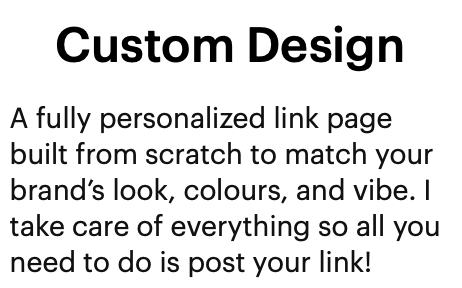 Custom Design
A fully personalized link page
built from scratch to match your
brand’s look, colours, and vibe. I
take care of everything so all you
need to do is post your link!